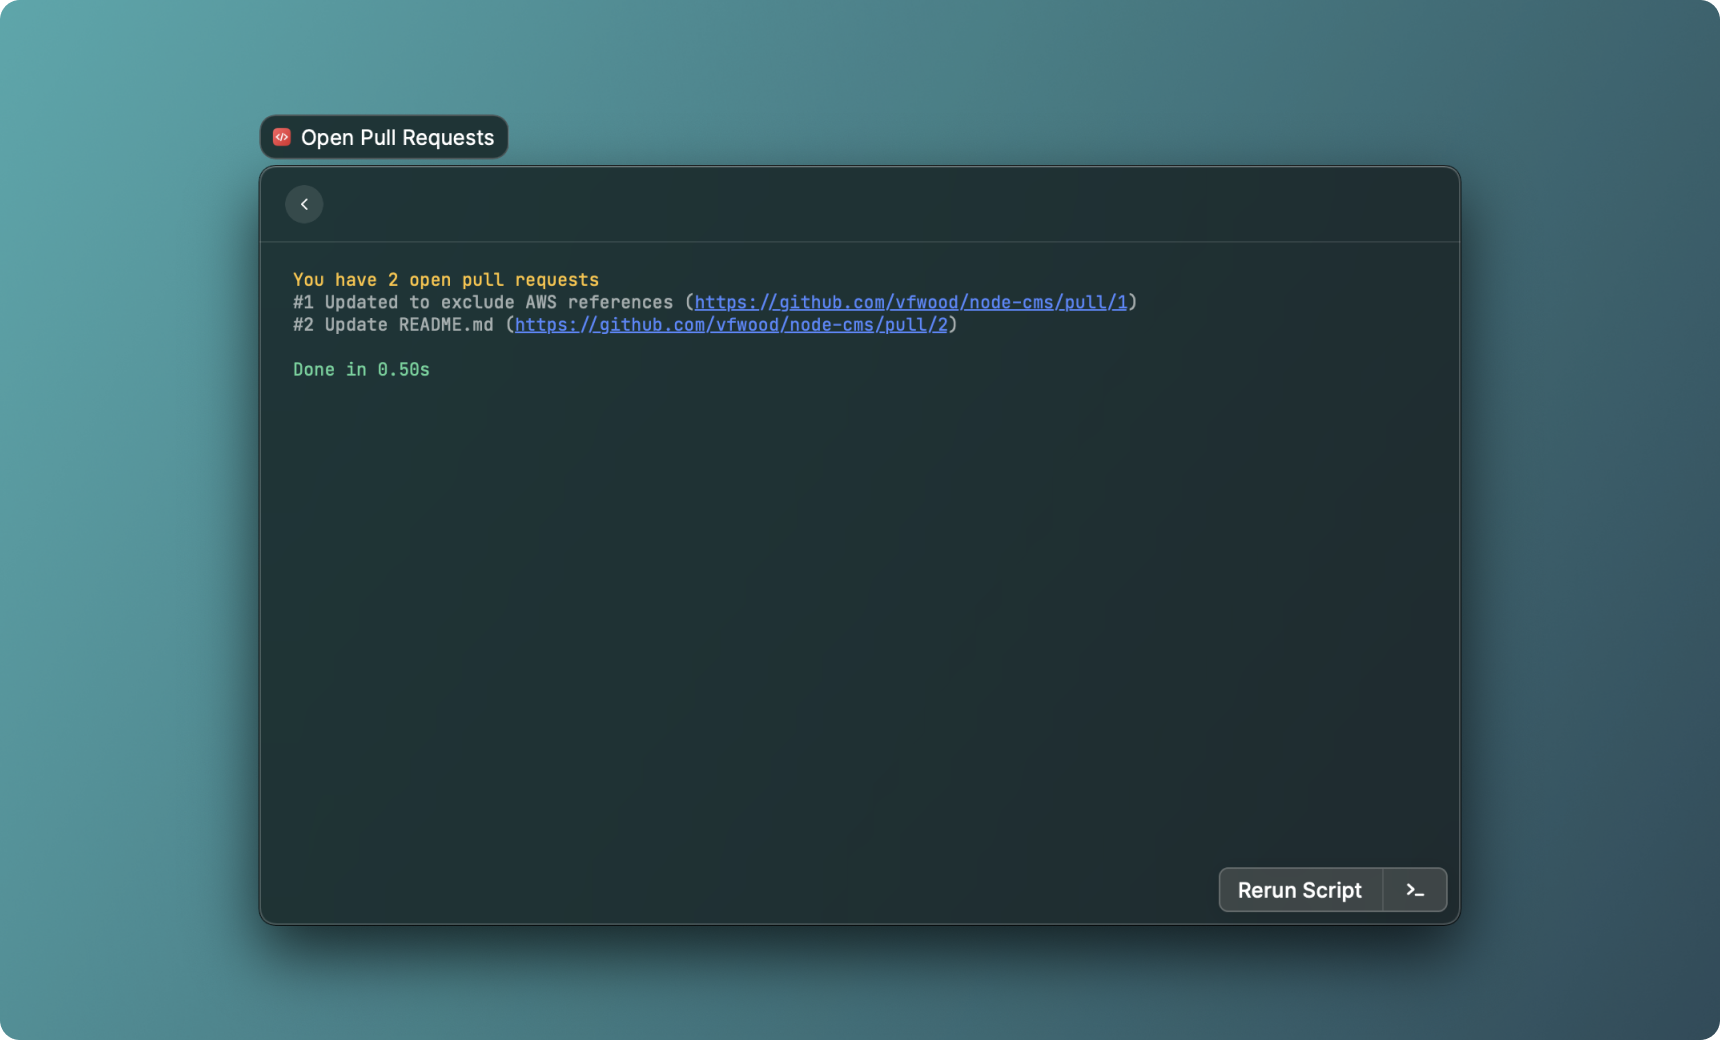 Open Pull Requests
You have 2 open pull requests
#1 Updated to exclude AWS references (https://github.com/vfwood/node-cms/pull/1)
#2 Update README.md (https://github.com/vfwood/node-cms/pull/2)
Done in 0.50s
Rerun Script